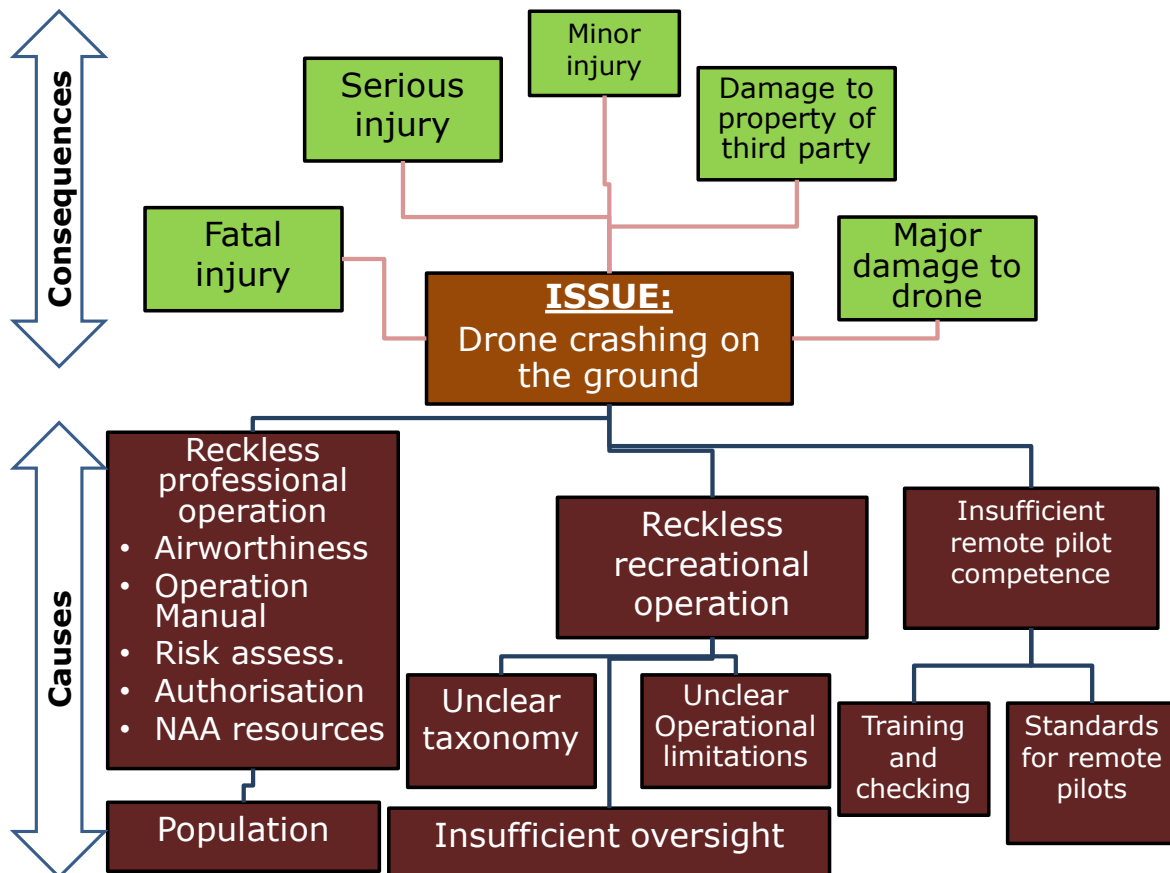 Consequences
Minor
injury
Serious
injury
Damage to
property of
third party
Fatal
injury
Major
damage to
drone
ISSUE:
Drone crashing on
the ground
Causes
Reckless
professional
operation
• Airworthiness
• Operation
Manual
• Risk assess.
• Authorisation
• NAA resources
Population
Reckless
recreational
operation
Unclear
taxonomy
Unclear
Operational
limitations
Insufficient oversight
Insufficient
remote pilot
competence
Training
and
checking
Standards
for remote
pilots